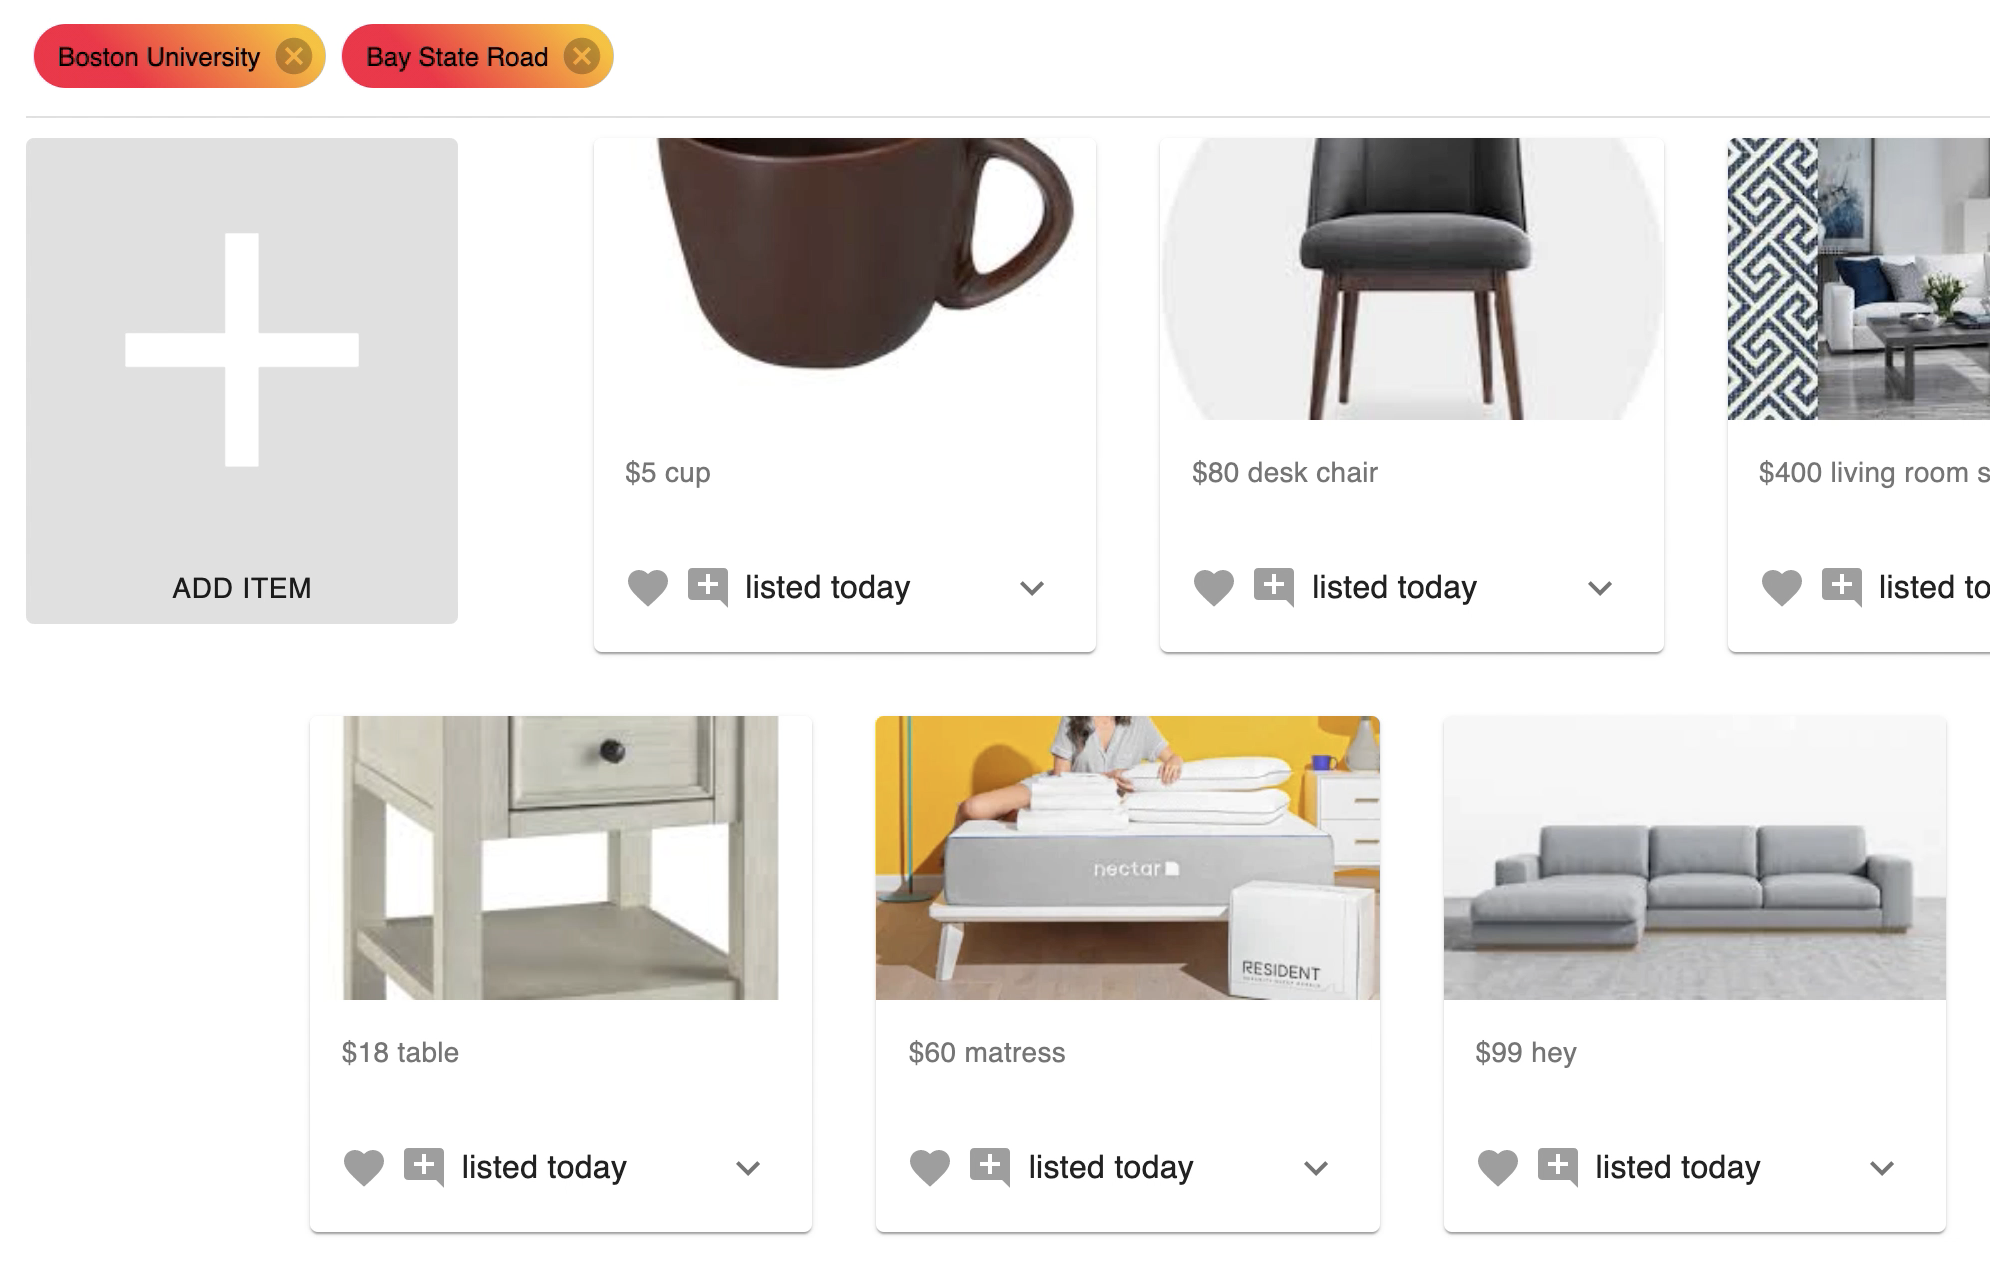 Boston University
Bay State Road
ADD ITEM
$5 cup
listed today
$80 desk chair
listed today
$400 living room s
listed to
$18 table
listed today
nectar
RESIDENT
$60 matress
listed today
$99 hey
listed today